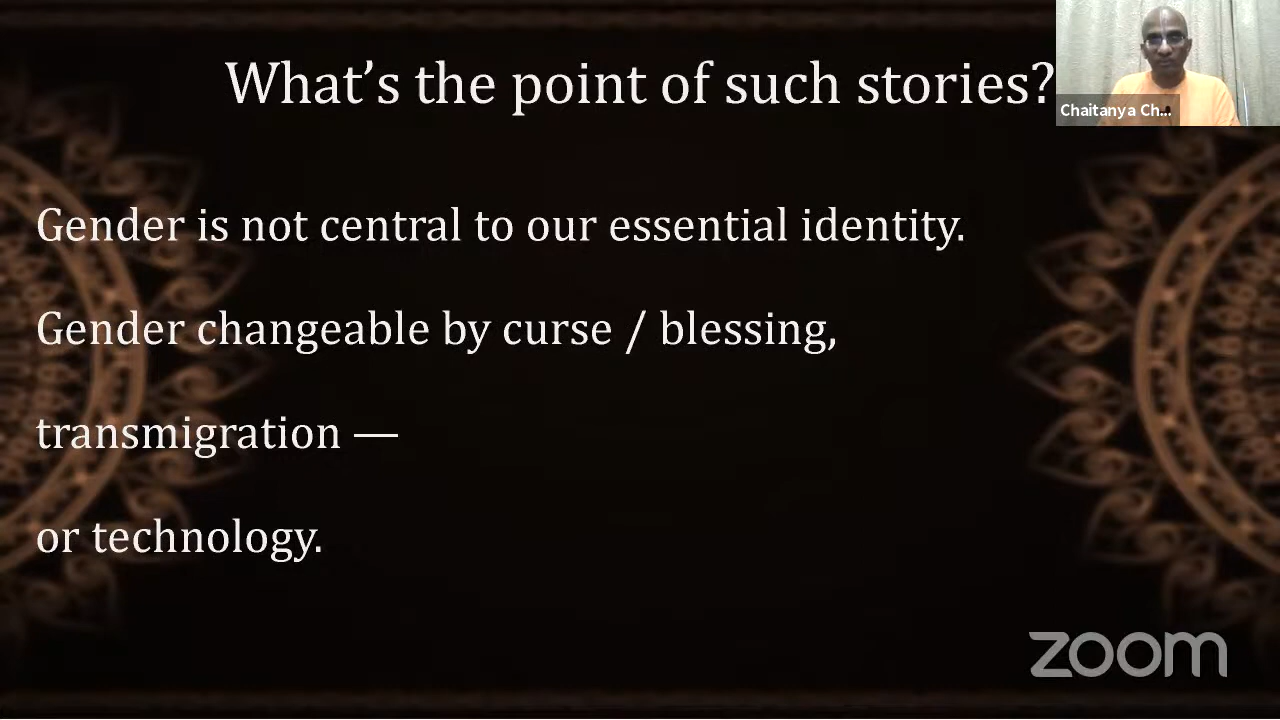 What’s the point of such stories?
Chaitanya Ch...
Gender is not central to our essential identity.
Gender changeable by curse / blessing,
transmigration —
or technology.
zoom